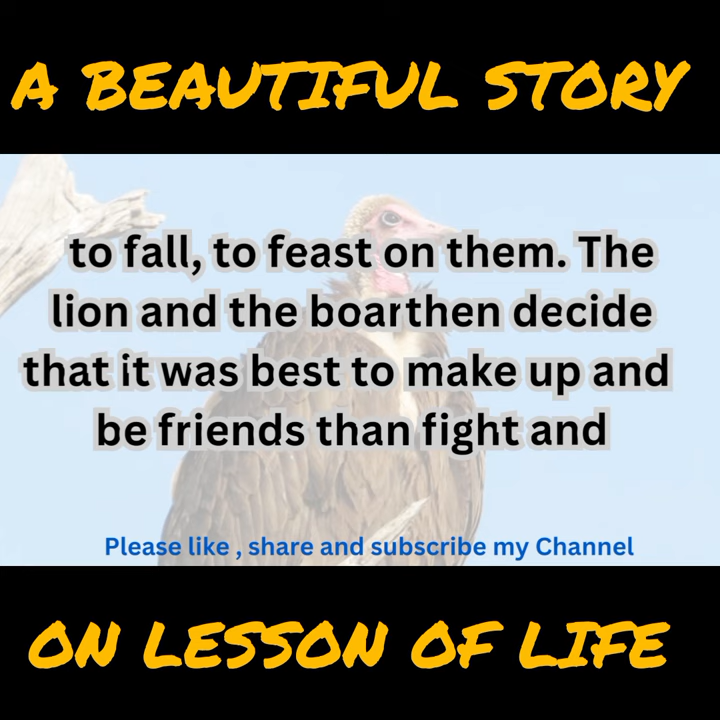 A BEAUTIFUL STORY
to fall, to feast on them. The
lion and the boarthen decide
that it was best to make up and
be friends than fight and
Please like , share and subscribe my Channel
ON LESSON OF LIFE